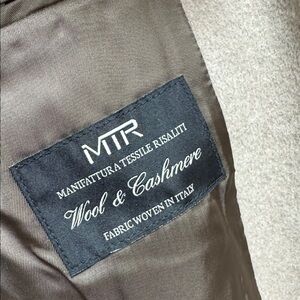 MTR
MANIFATTURA TESSILE RISALITI
Wool & Cashmere
FABRIC WOVEN IN ITALY